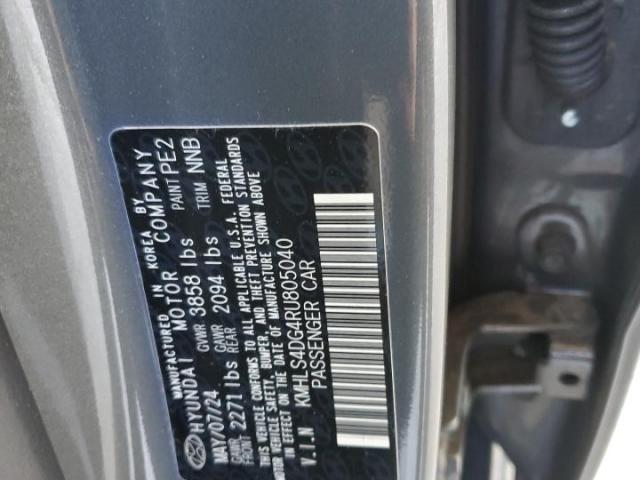 MANUFACTURED IN KOREA BY
HYUNDAI MOTOR COMPANY
MAY/07/24 GVWR 3858 lbs PAINT PE2
GAWR FRONT 2271 lbs GAWR REAR 2094 lbs TRIM NNB
THIS VEHICLE CONFORMS TO ALL APPLICABLE U.S.A. FEDERAL
MOTOR VEHICLE SAFETY, BUMPER, AND THEFT PREVENTION STANDARDS
IN EFFECT ON THE DATE OF MANUFACTURE SHOWN ABOVE
V.I.N KMHLS4DG4RU805040
PASSENGER CAR